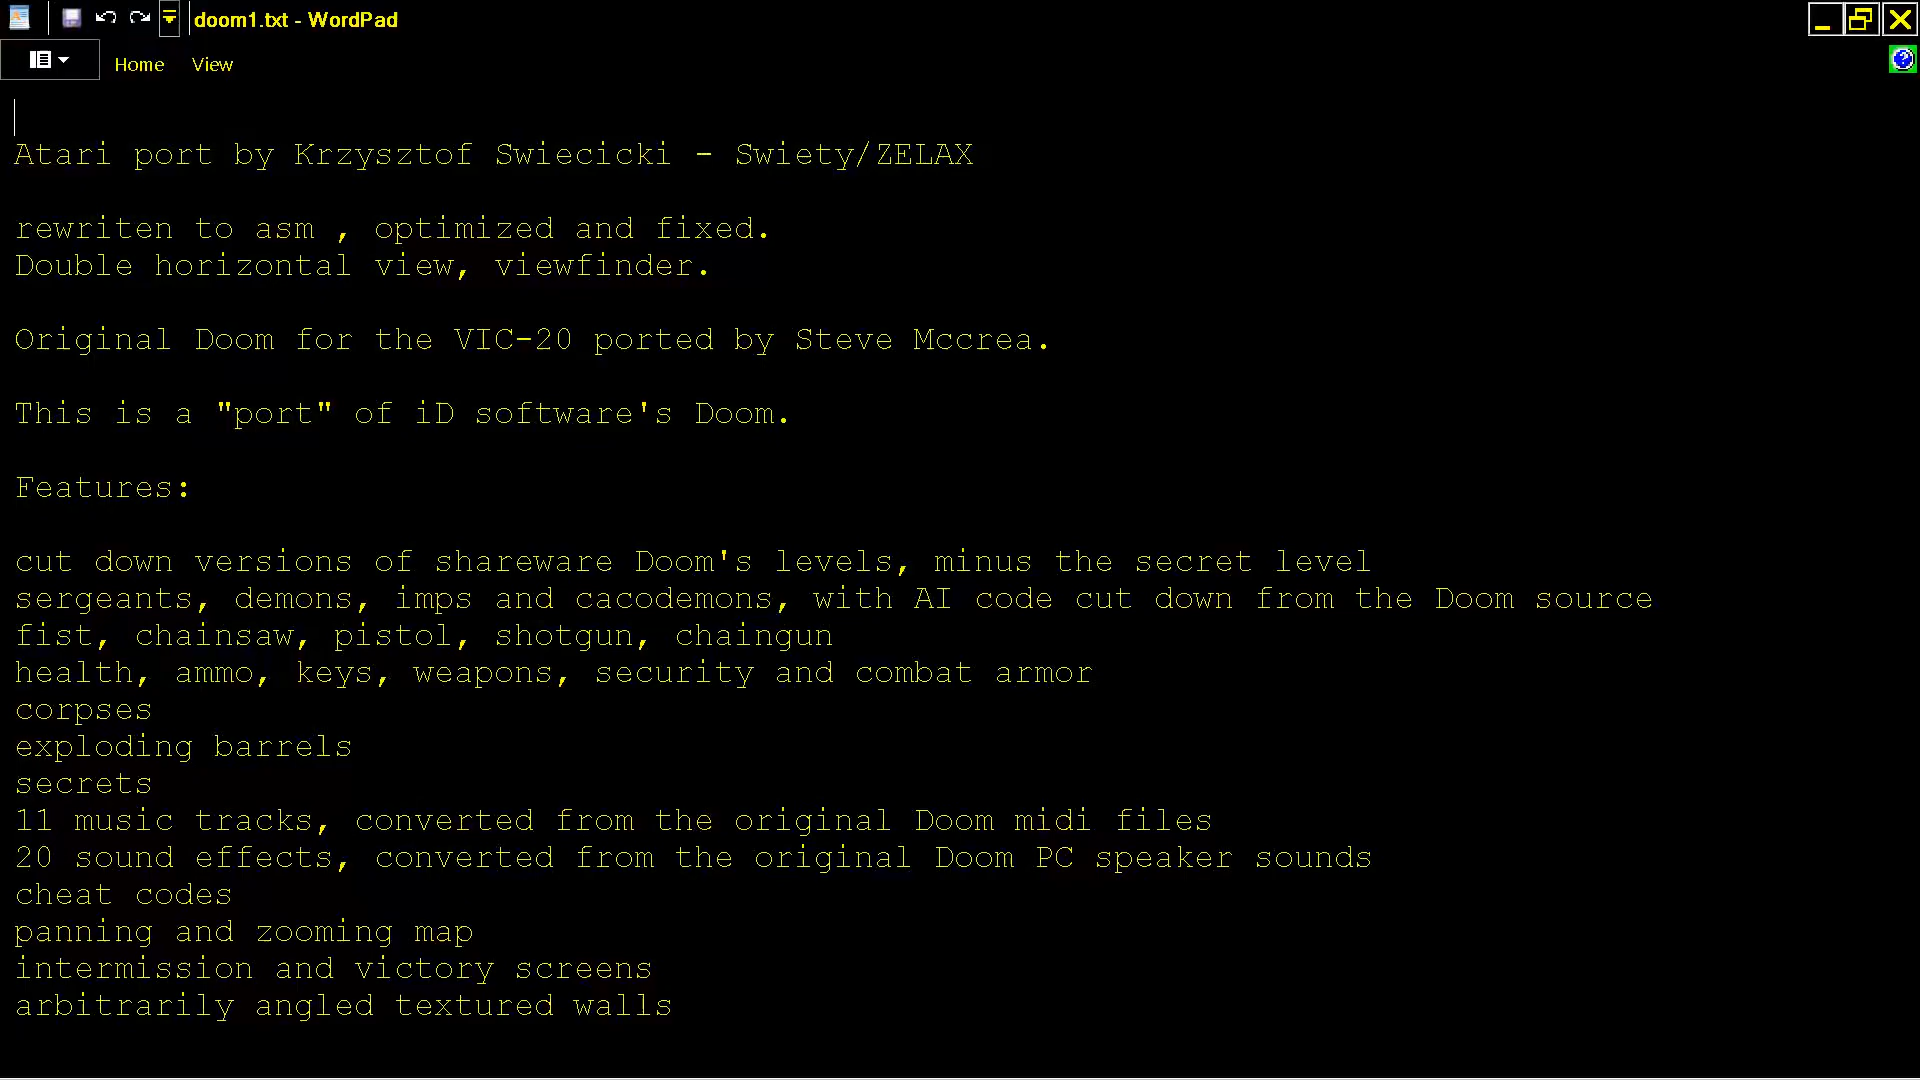 doom1.txt - WordPad
Home View
Atari port by Krzysztof Swiecicki - Swiety/ZELAX
rewriten to asm , optimized and fixed.
Double horizontal view, viewfinder.
Original Doom for the VIC-20 ported by Steve Mccrea.
This is a "port" of iD software's Doom.
Features:
cut down versions of shareware Doom's levels, minus the secret level
sergeants, demons, imps and cacodemons, with AI code cut down from the Doom source
fist, chainsaw, pistol, shotgun, chaingun
health, ammo, keys, weapons, security and combat armor
corpses
exploding barrels
secrets
11 music tracks, converted from the original Doom midi files
20 sound effects, converted from the original Doom PC speaker sounds
cheat codes
panning and zooming map
intermission and victory screens
arbitrarily angled textured walls